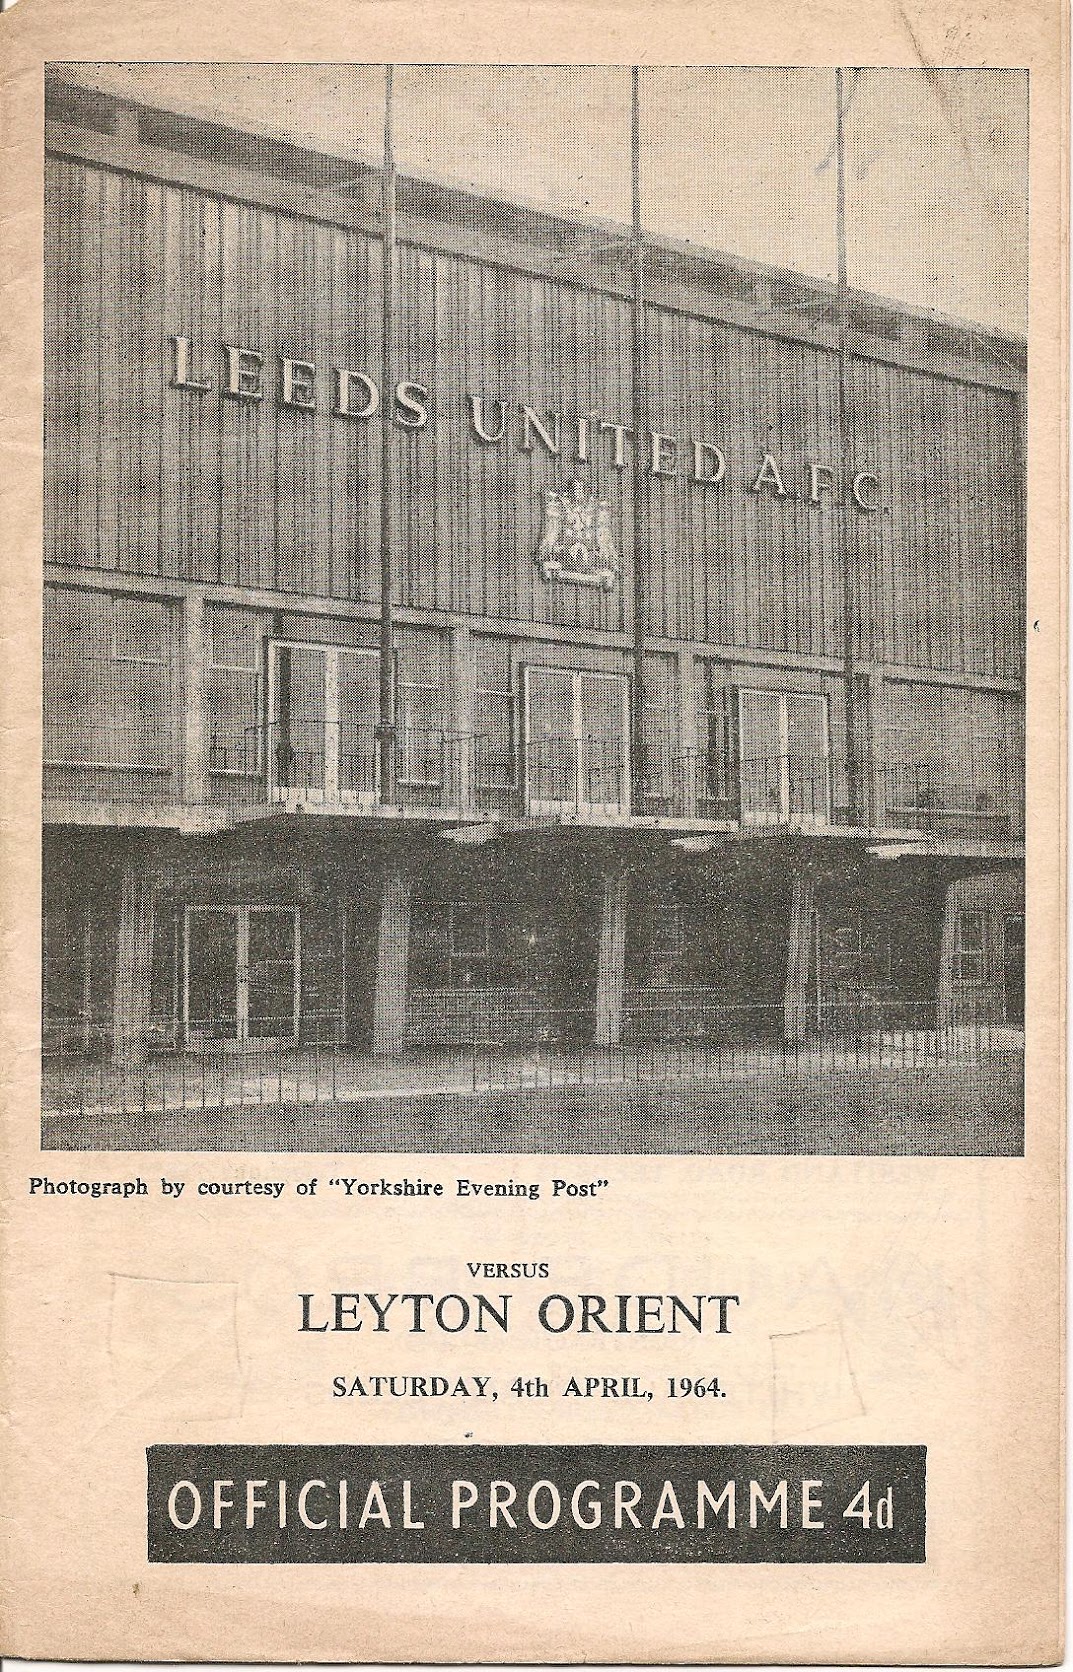 LEEDS UNITED A.F.C.
Photograph by courtesy of "Yorkshire Evening Post"
VERSUS
LEYTON ORIENT
SATURDAY, 4th APRIL, 1964.
OFFICIAL PROGRAMME 4d